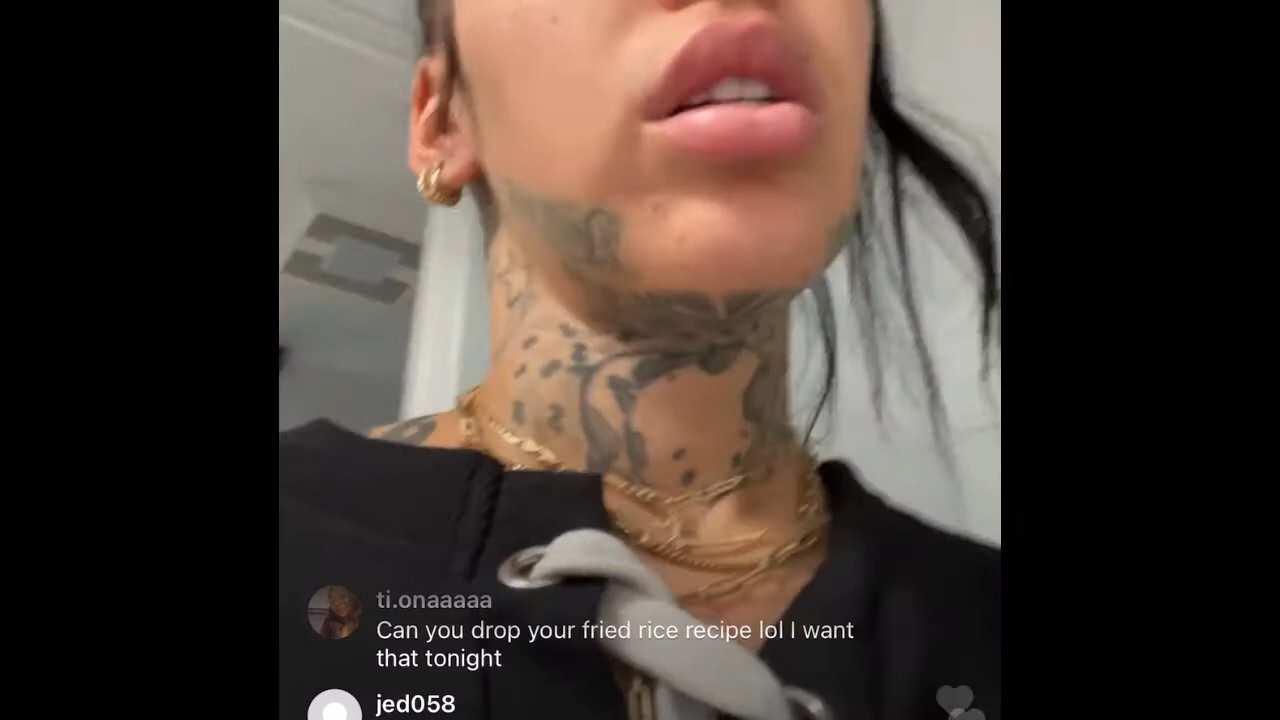 ti.onaaaaa
Can you drop your fried rice recipe lol I want
that tonight
jed058